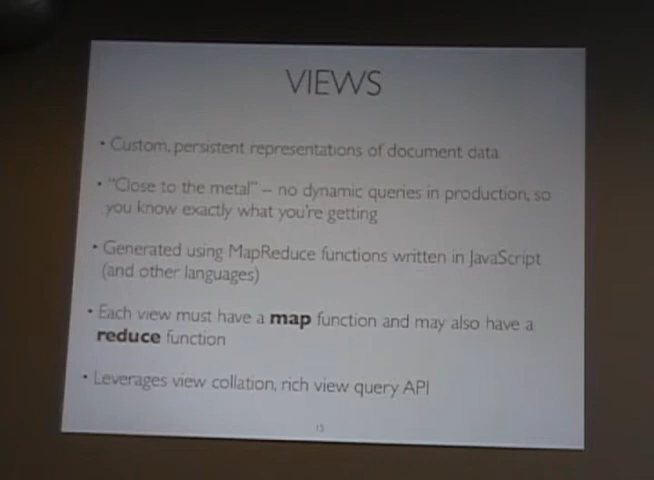 VIEWS
• Custom, persistent representations of document data.
• "Close to the metal" – no dynamic queries in production, so
you know exactly what you're getting
• Generated using MapReduce functions written in JavaScript
(and other languages)
• Each view must have a map function and may also have a
reduce function
• Leverages view collation, rich view query API
15